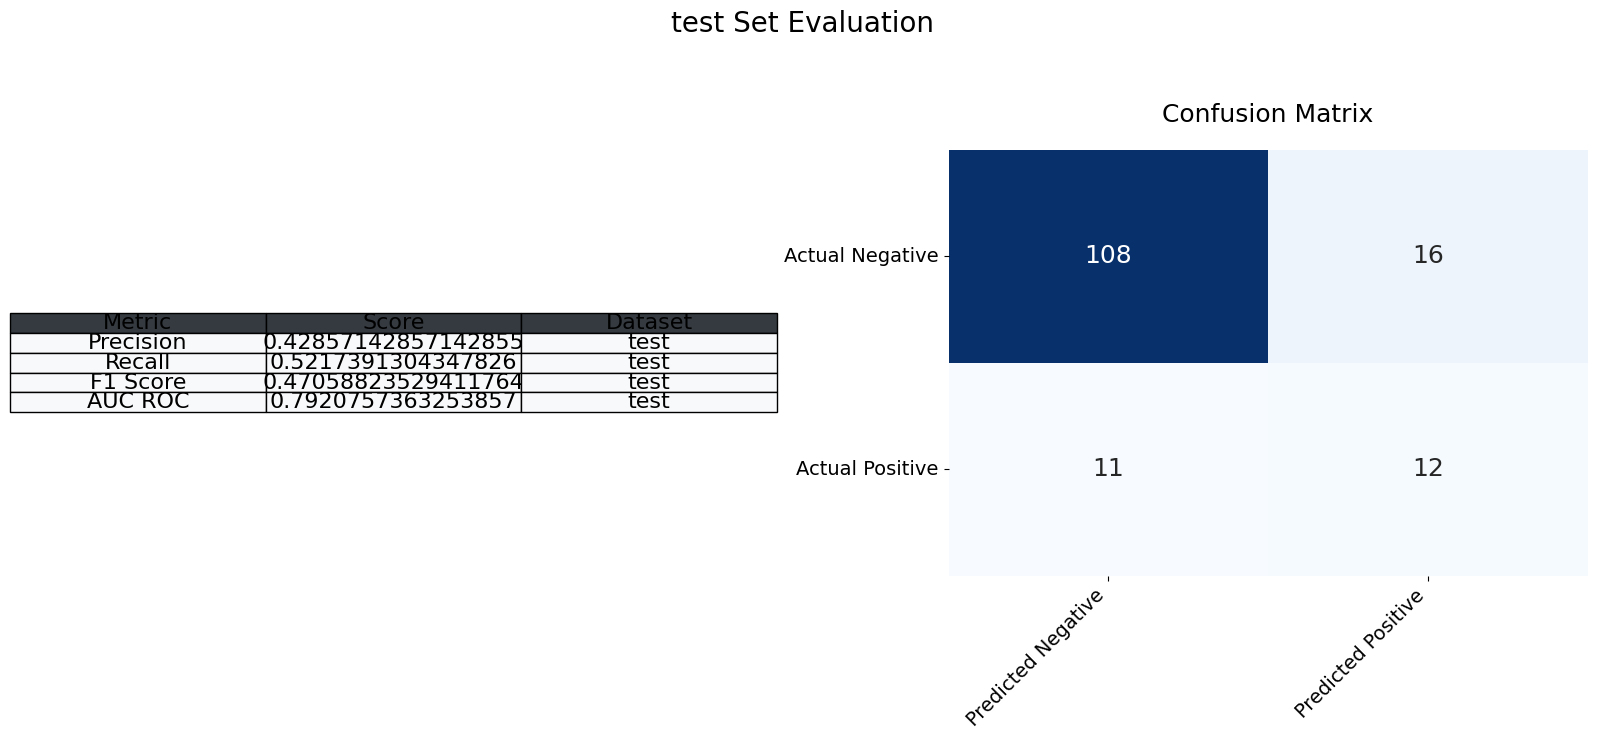 test Set Evaluation
Metric Score Dataset
Precision 0.42857142857142855 test
Recall 0.5217391304347826 test
F1 Score 0.47058823529411764 test
AUC ROC 0.7920757363253857 test
Confusion Matrix
Actual Negative 108 16
Actual Positive 11 12
Predicted Negative Predicted Positive